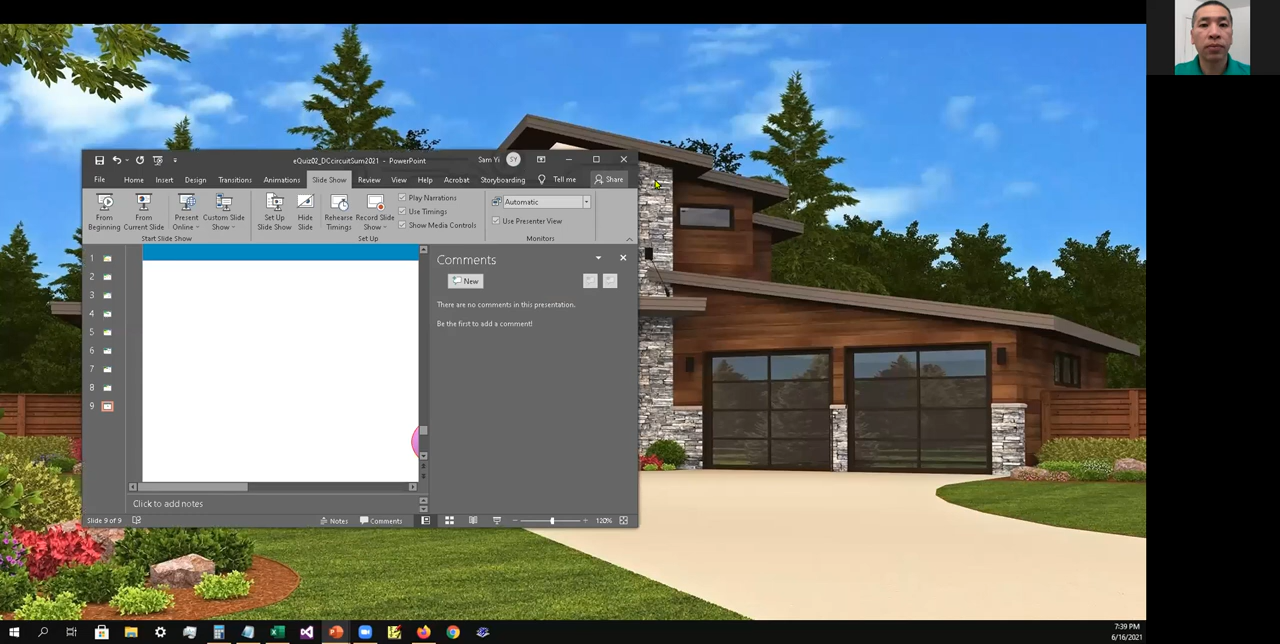 eQuiz02_DCcircuitSum2021 - PowerPoint
Sam Yi
SY
File Home Insert Design Transitions Animations Slide Show Review View Help Acrobat Storyboarding Tell me Share
From Beginning
From Current Slide
Present Online
Custom Slide Show
Start Slide Show
Set Up Slide Show
Hide Slide
Rehearse Timings
Record Slide Show
Play Narrations
Use Timings
Show Media Controls
Set Up
Automatic
Use Presenter View
Monitors
1
2
3
4
5
6
7
8
9
Comments
New
There are no comments in this presentation.
Be the first to add a comment!
Click to add notes
Slide 9 of 9
Notes
Comments
120%
7:39 PM
6/16/2021